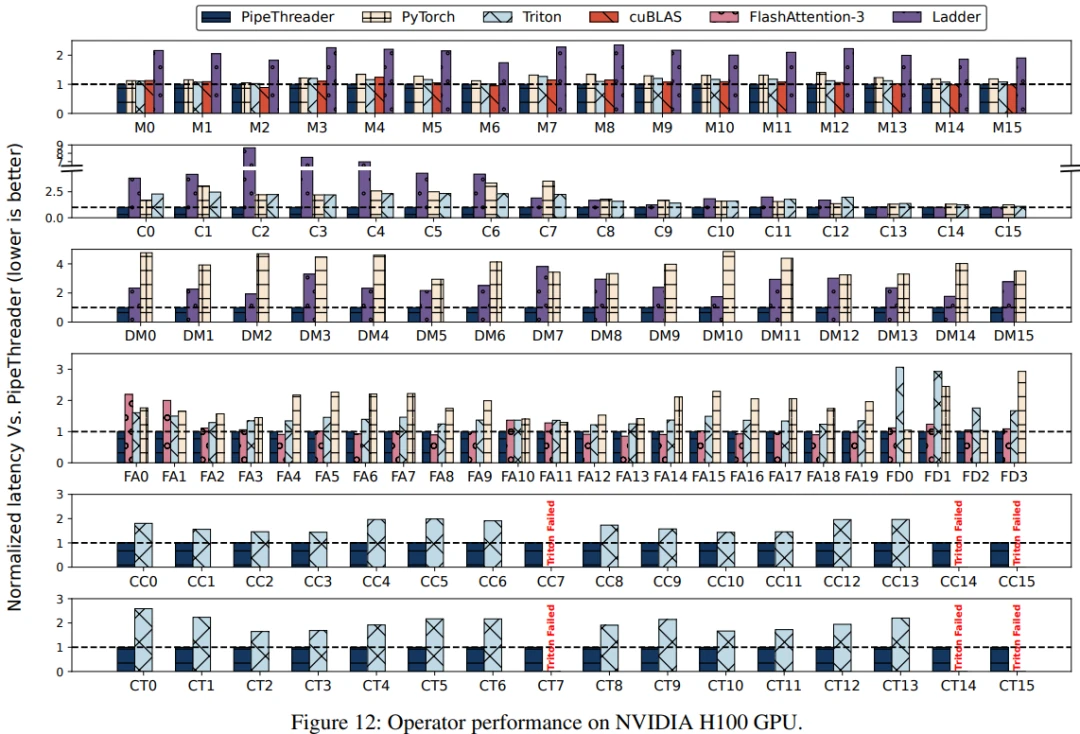 PipeThreader PyTorch Triton cuBLAS FlashAttention-3 Ladder
Normalized latency Vs. PipeThreader (lower is better)
2
1
0
M0 M1 M2 M3 M4 M5 M6 M7 M8 M9 M10 M11 M12 M13 M14 M15
9
8
7
2.5
0.0
C0 C1 C2 C3 C4 C5 C6 C7 C8 C9 C10 C11 C12 C13 C14 C15
4
2
0
DM0 DM1 DM2 DM3 DM4 DM5 DM6 DM7 DM8 DM9 DM10 DM11 DM12 DM13 DM14 DM15
3
2
1
0
FA0 FA1 FA2 FA3 FA4 FA5 FA6 FA7 FA8 FA9 FA10 FA11 FA12 FA13 FA14 FA15 FA16 FA17 FA18 FA19 FD0 FD1 FD2 FD3
3
2
1
0
Triton Failed Triton Failed Triton Failed
CC0 CC1 CC2 CC3 CC4 CC5 CC6 CC7 CC8 CC9 CC10 CC11 CC12 CC13 CC14 CC15
3
2
1
0
Triton Failed Triton Failed Triton Failed
CT0 CT1 CT2 CT3 CT4 CT5 CT6 CT7 CT8 CT9 CT10 CT11 CT12 CT13 CT14 CT15
Figure 12: Operator performance on NVIDIA H100 GPU.